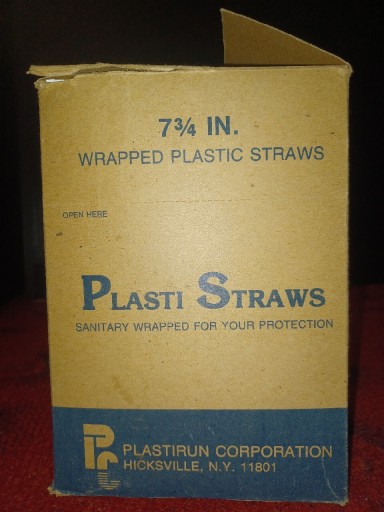 7¾ IN.
WRAPPED PLASTIC STRAWS
OPEN HERE
PLASTI STRAWS
SANITARY WRAPPED FOR YOUR PROTECTION
Pc
PLASTIRUN CORPORATION
HICKSVILLE, N.Y. 11801